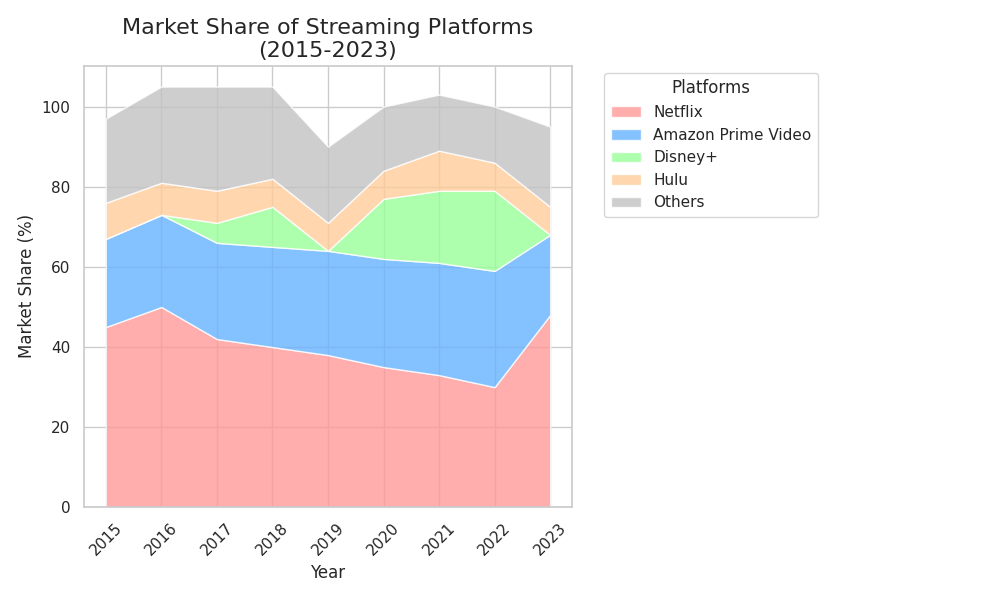 Market Share of Streaming Platforms
(2015-2023)
Platforms
Netflix
Amazon Prime Video
Disney+
Hulu
Others
Market Share (%)
100
80
60
40
20
0
2015
2016
2017
2018
2019
2020
2021
2022
2023
Year